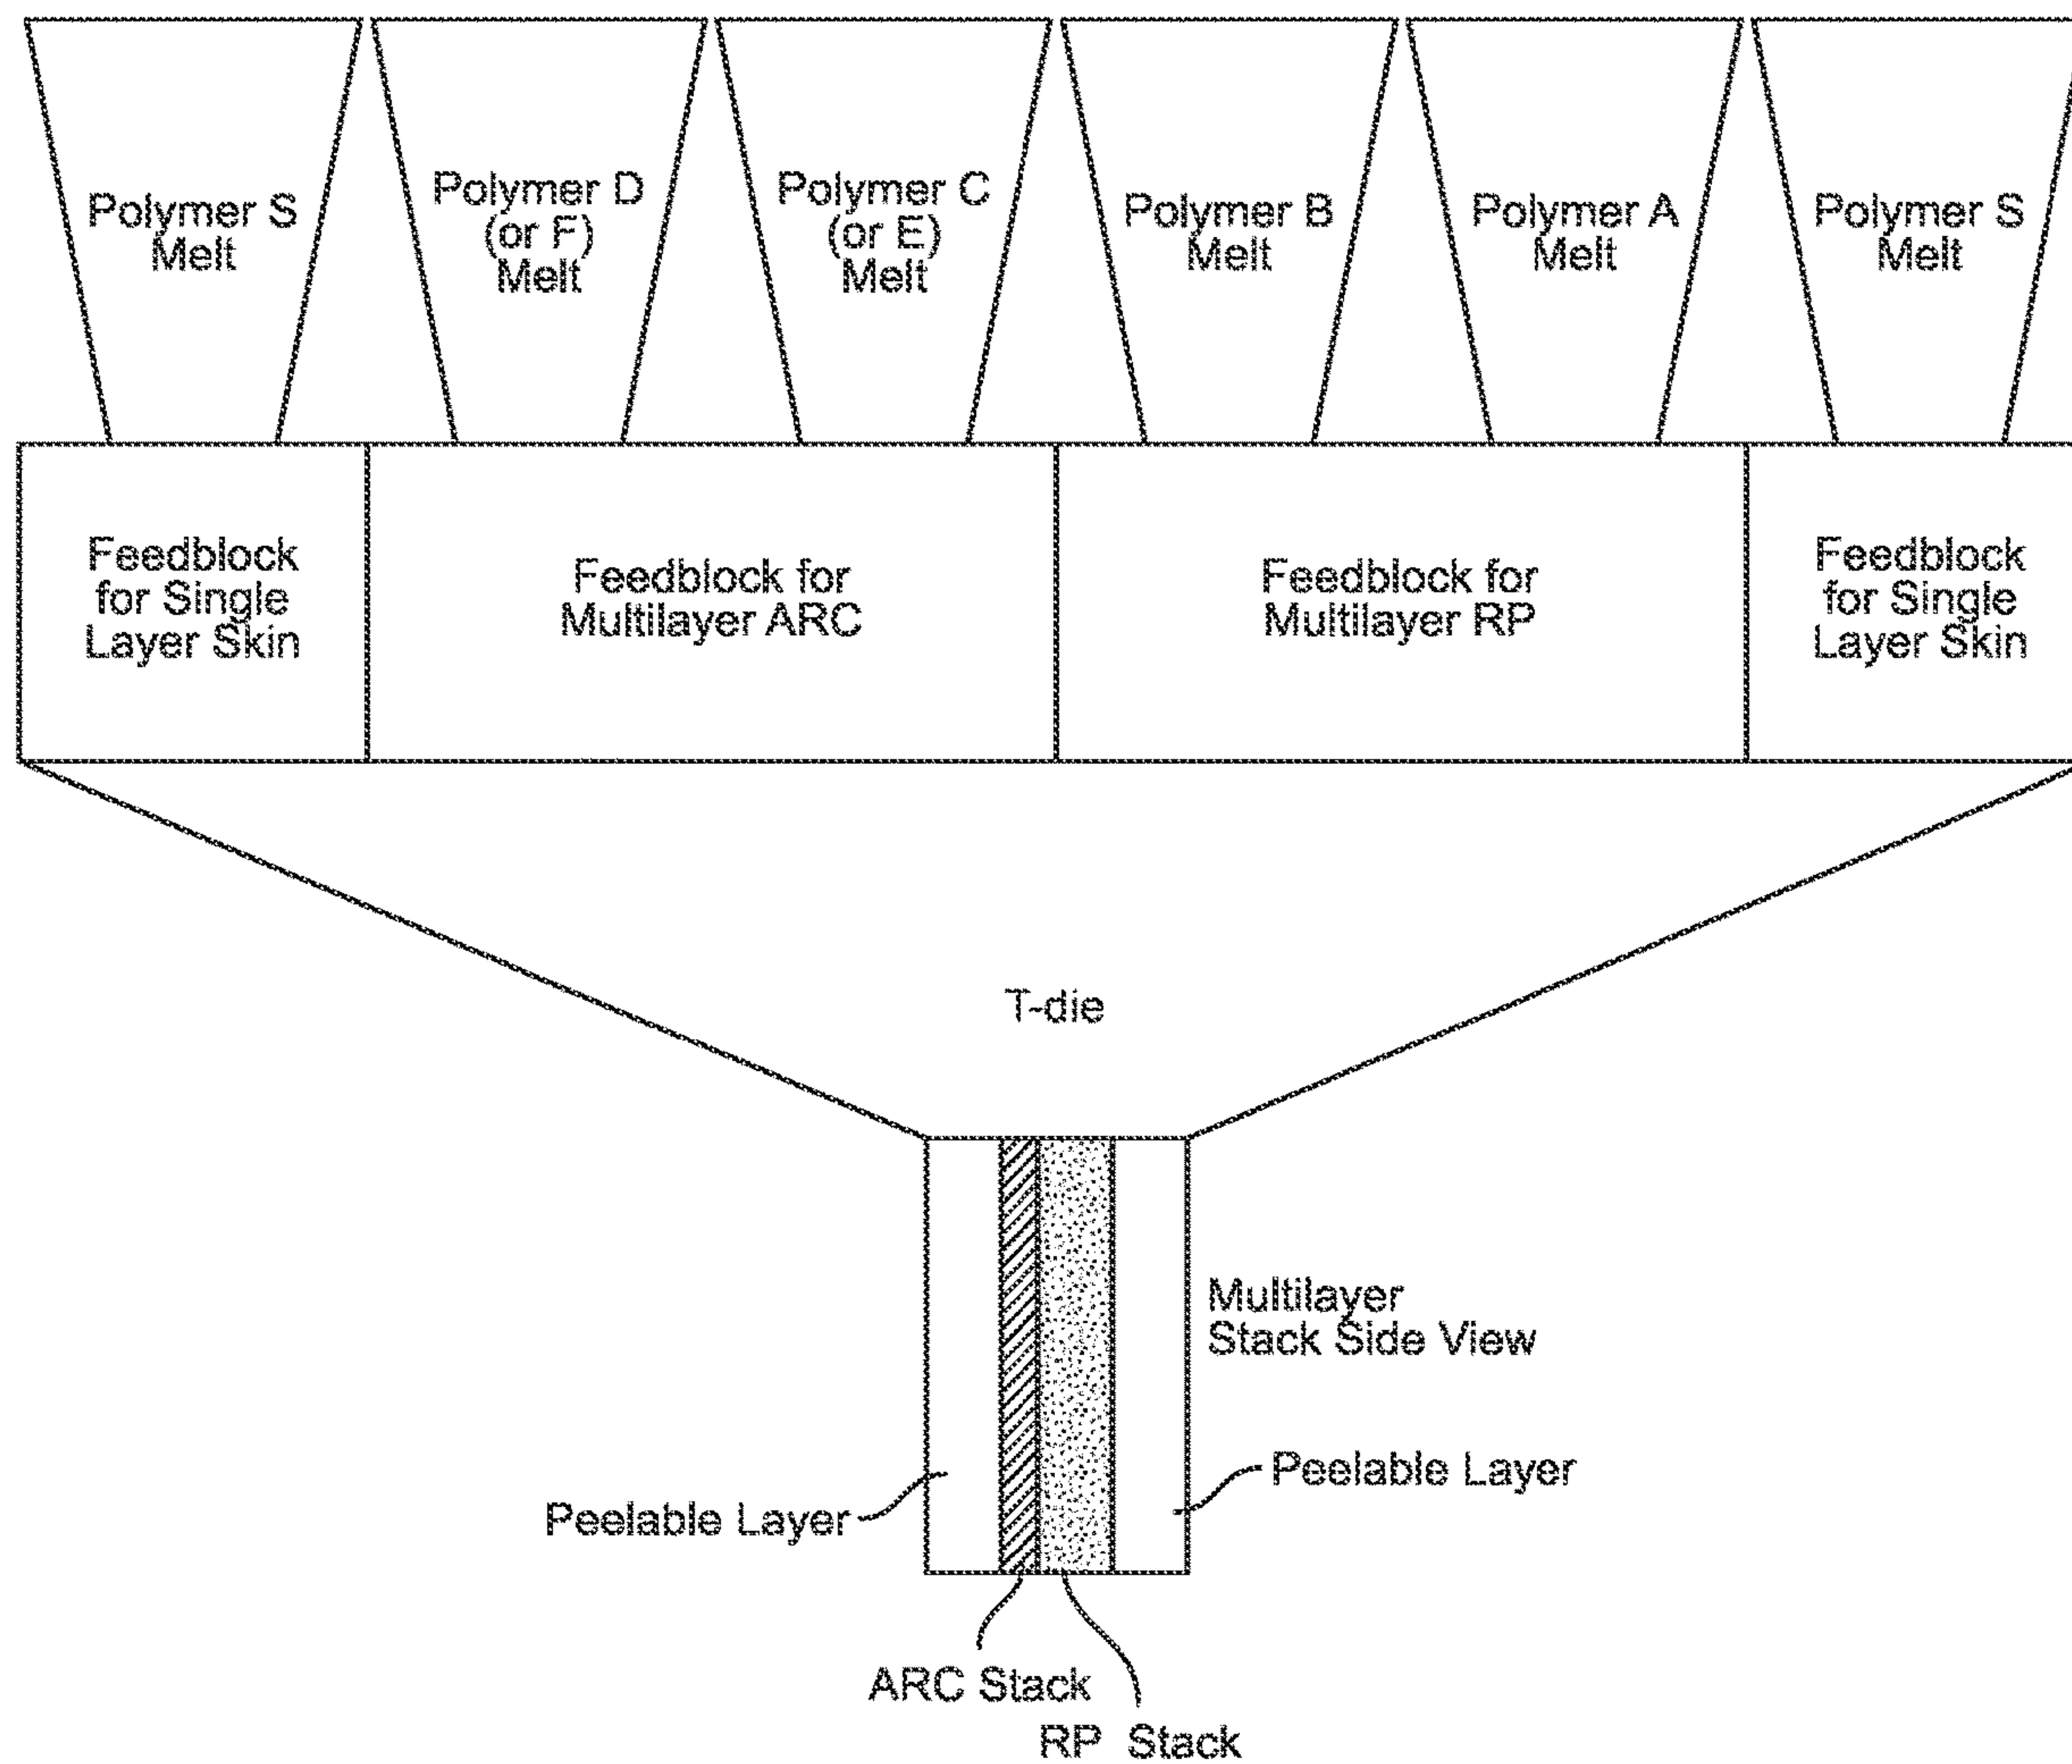 Polymer S
Melt
Polymer D
(or F)
Melt
Polymer C
(or E)
Melt
Polymer B
Melt
Polymer A
Melt
Polymer S
Melt
Feedblock
for Single
Layer Skin
Feedblock for
Multilayer ARC
Feedblock for
Multilayer RP
Feedblock
for Single
Layer Skin
T-die
Multilayer
Stack Side View
Peelable Layer
Peelable Layer
ARC Stack
RP Stack